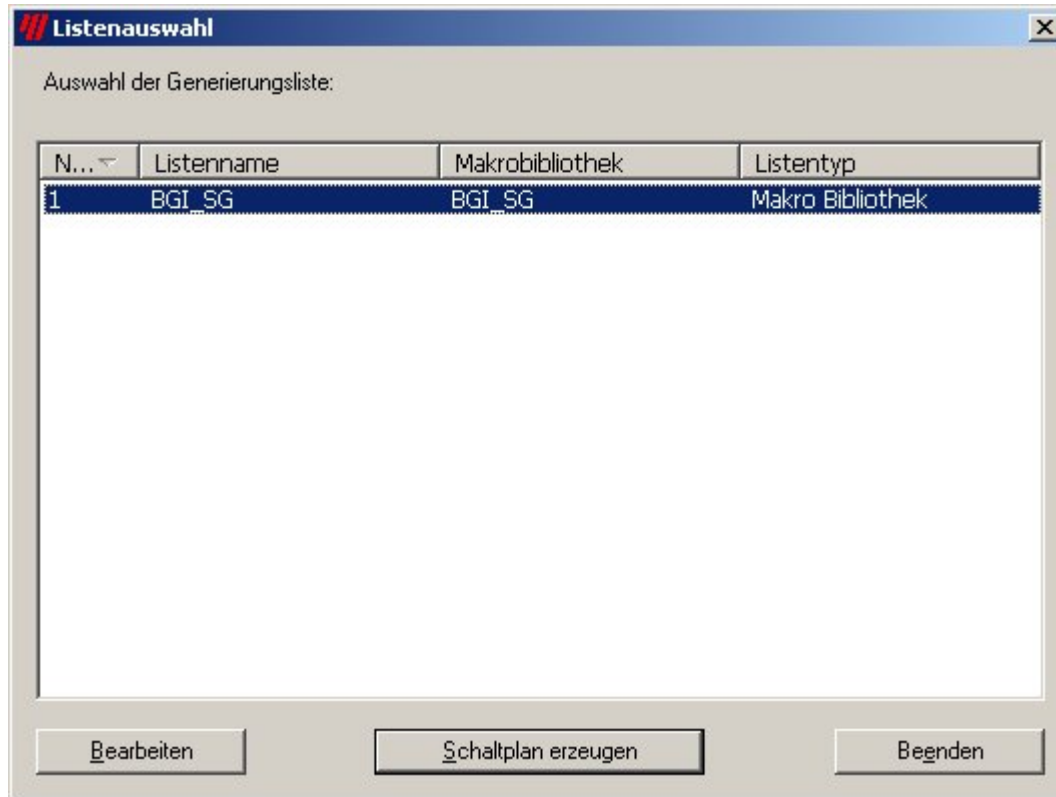 Listenauswahl
Auswahl der Generierungsliste:
N... Listenname Makrobibliothek Listentyp
1 BGI_SG BGI_SG Makro Bibliothek
Bearbeiten Schaltplan erzeugen Beenden